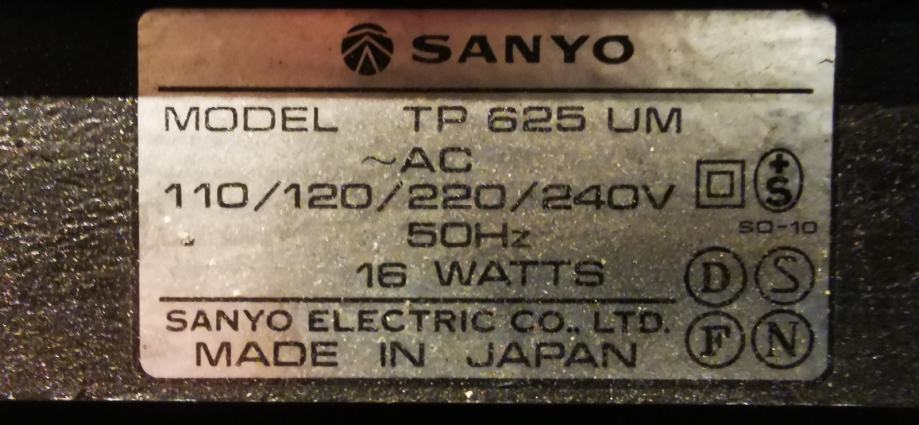 SANYO
MODEL TP 625 UM
~AC
110/120/220/240V
+S
SQ-10
50Hz
16 WATTS
D S
SANYO ELECTRIC CO., LTD.
F N
MADE IN JAPAN